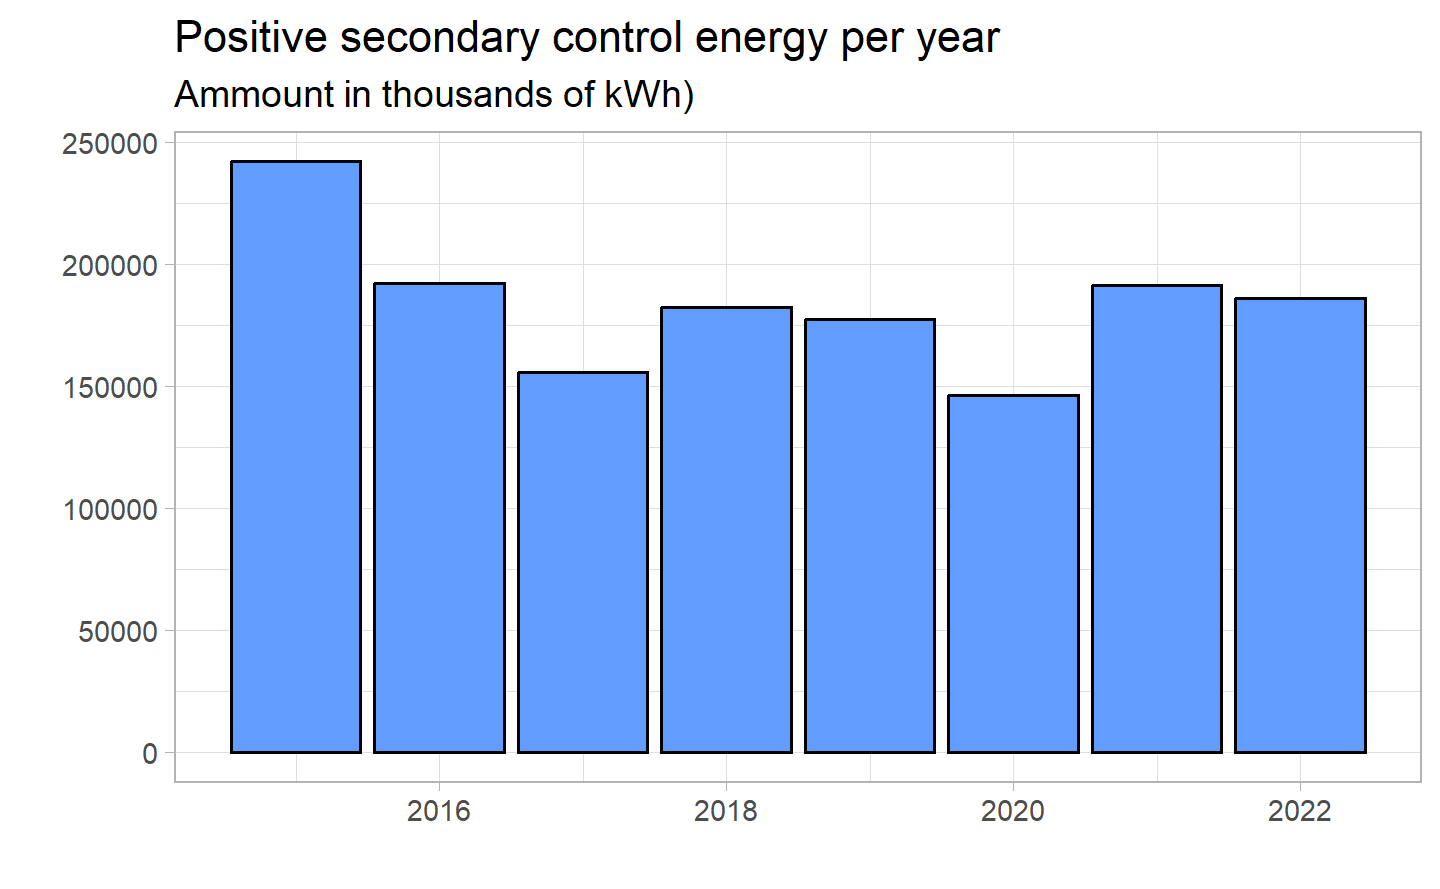 Positive secondary control energy per year
Ammount in thousands of kWh)
250000
200000
150000
100000
50000
0
2016 2018 2020 2022